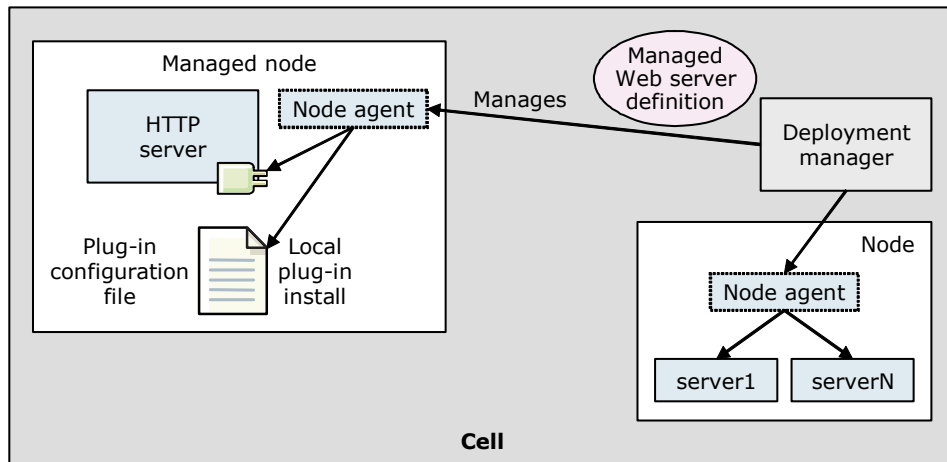 Managed node
Node agent
HTTP
server
Plug-in
configuration
file
Local
plug-in
install
Manages
Managed
Web server
definition
Deployment
manager
Node
Node agent
server1
serverN
Cell